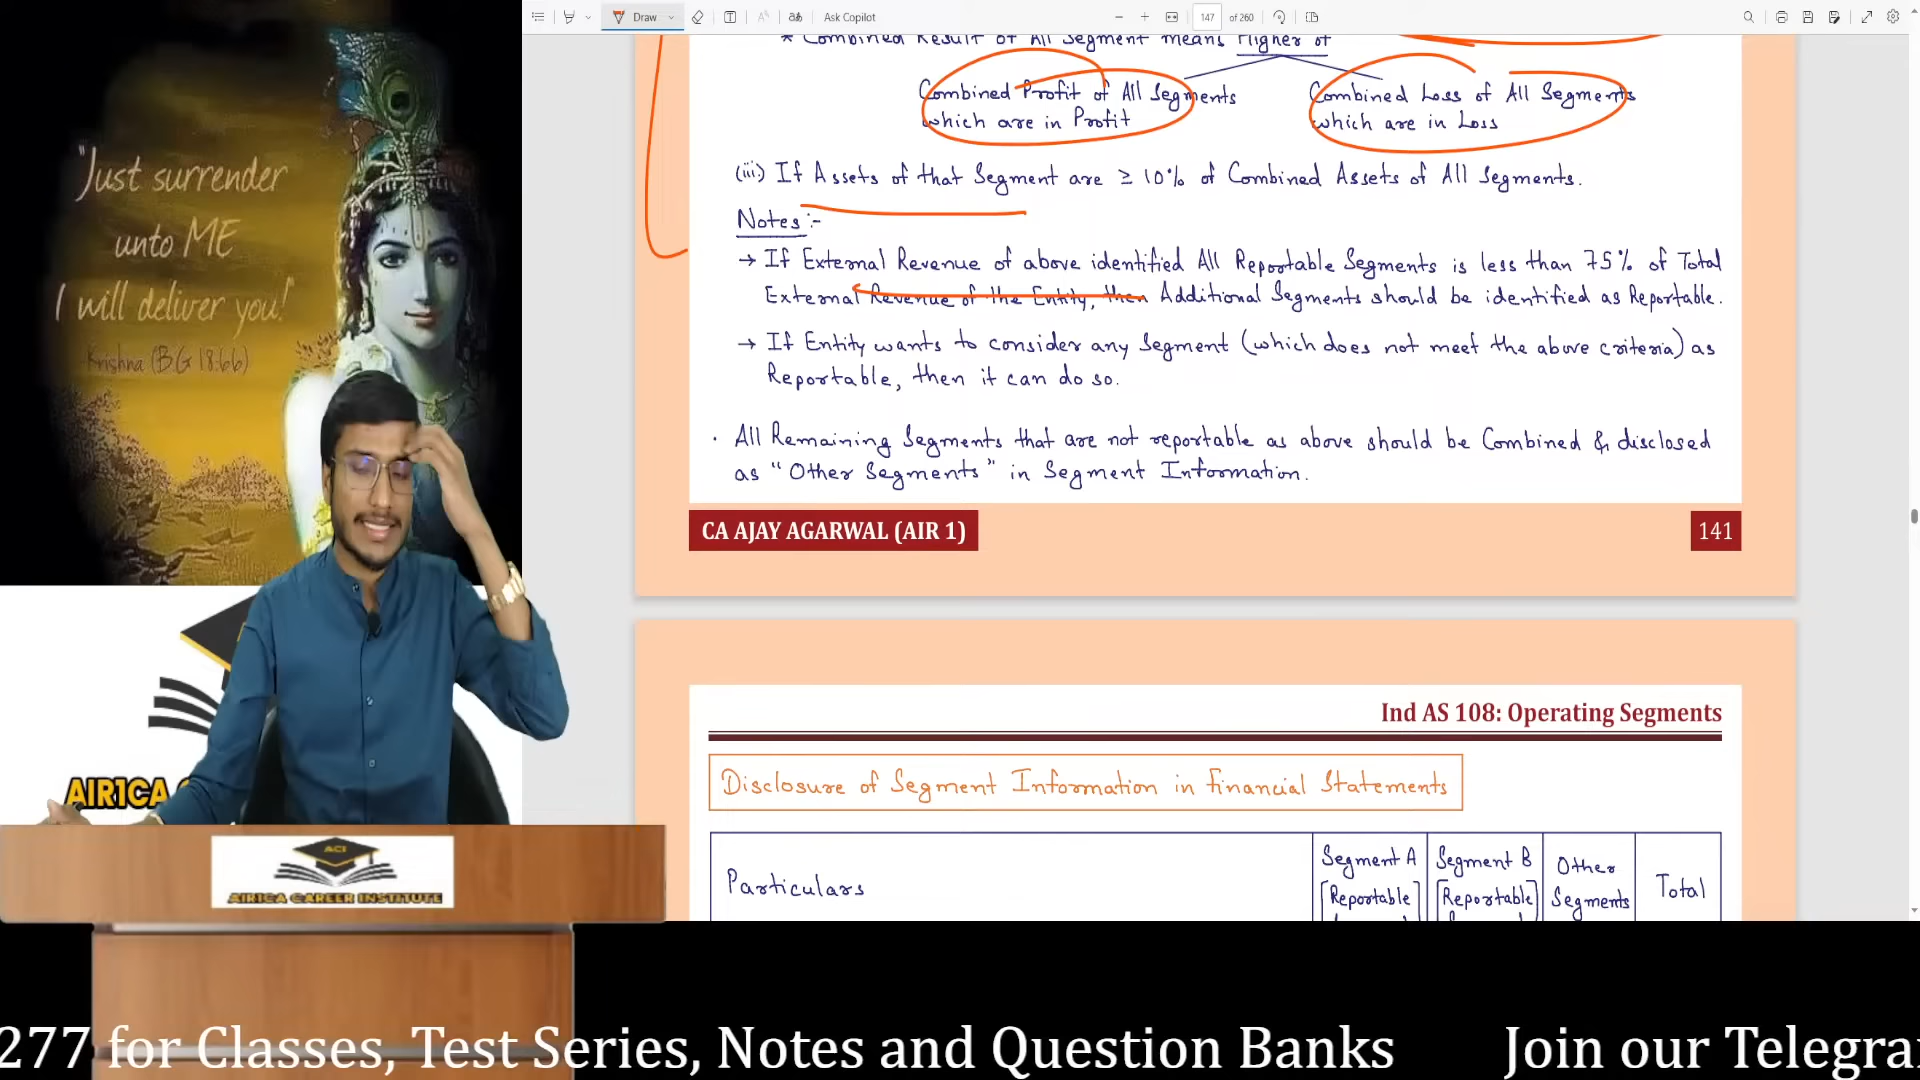 Draw
Ask Copilot
147 of 260
* Combined Result of All Segment means Higher of
Combined Profit of All Segments
which are in Profit
Combined Loss of All Segments
which are in Loss
(iii) If Assets of that Segment are ≥ 10% of Combined Assets of All Segments.
Notes :-
→ If External Revenue of above identified All Reportable Segments is less than 75% of Total
External Revenue of the Entity, then Additional Segments should be identified as Reportable.
→ If Entity wants to consider any Segment (which does not meet the above criteria) as
Reportable, then it can do so.
· All Remaining Segments that are not reportable as above should be Combined & disclosed
as "Other Segments" in Segment Information.
CA AJAY AGARWAL (AIR 1)
141
Ind AS 108: Operating Segments
Disclosure of Segment Information in Financial Statements
Particulars
Segment A
[Reportable
Segment B
[Reportable
Other
Segments
Total
"Just surrender
unto ME
I will deliver you!"
Krishna (BG 18:66)
AIR1CA
ACI
AIR1CA CAREER INSTITUTE
277 for Classes, Test Series, Notes and Question Banks
Join our Telegra